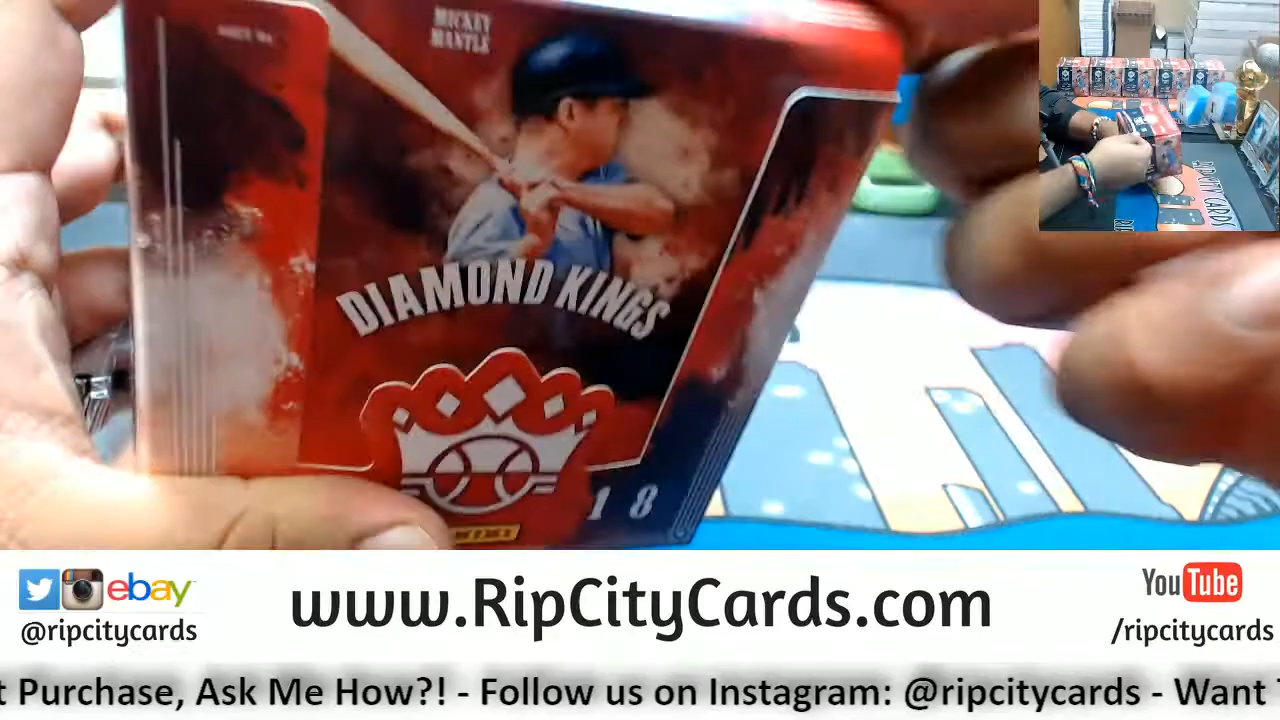 MICKEY
MANTLE
DIAMOND KINGS
18
www.RipCityCards.com
ebay
@ripcitycards
YouTube
/ripcitycards
t Purchase, Ask Me How?! - Follow us on Instagram: @ripcitycards - Want